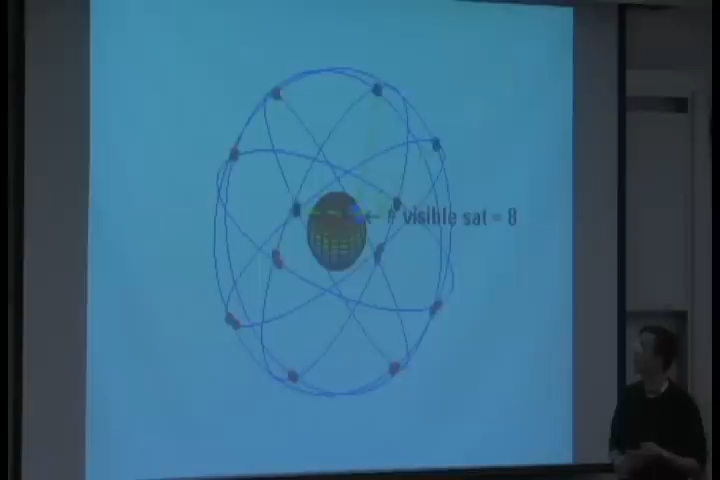 # visible sat = 8